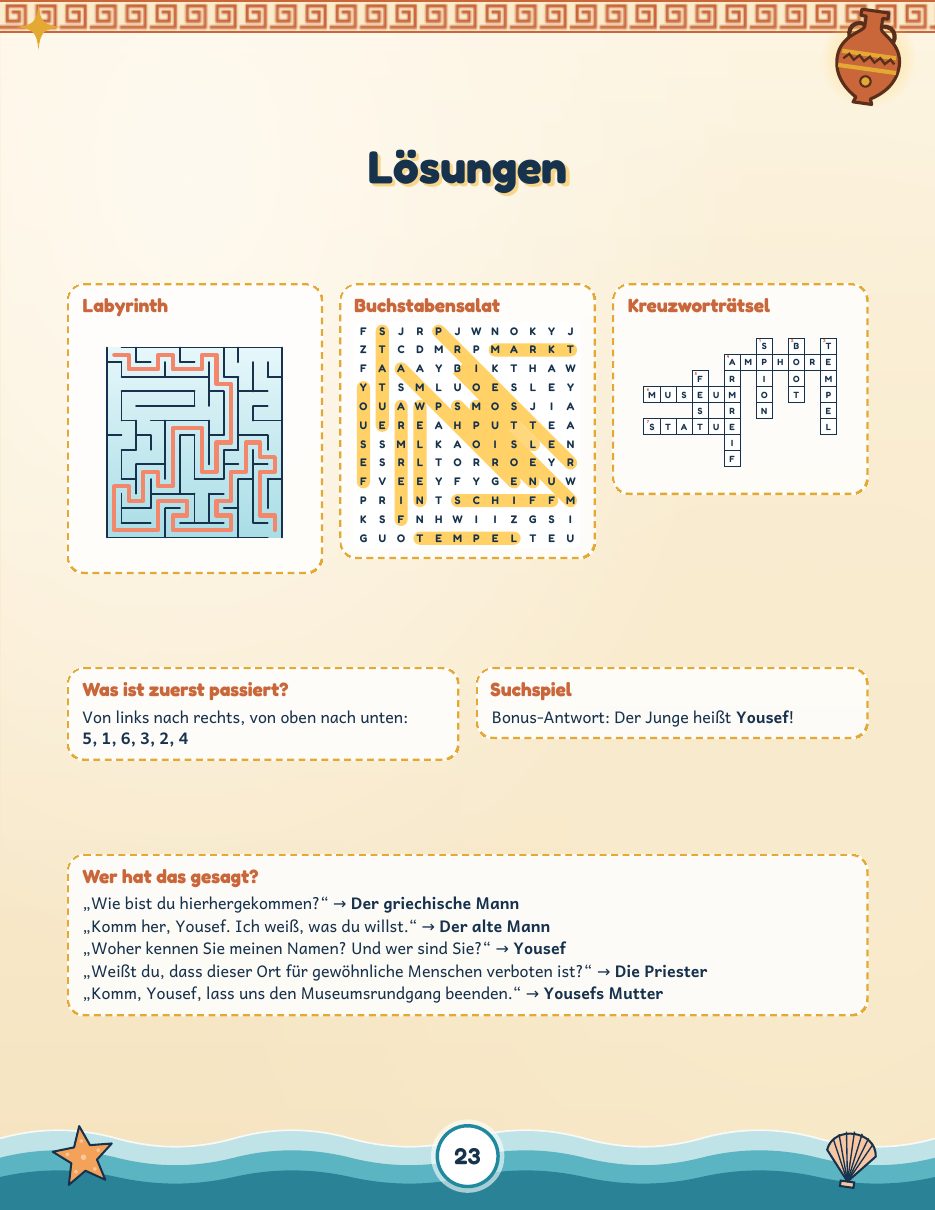 Lösungen
Labyrinth
Buchstabensalat
F S J R P J W N O K Y J
Z T C D M R P M A R K T
F A A A Y B I K T H A W
Y T S M L U O E S L E Y
O U A W P S M O S J I A
U E R E A H P U T T E A
S S M L K A O I S L E N
E S R L T O R R O E Y R
F V E E Y F Y G E N U W
P R I N T S C H I F F M
K S F N H W I I Z G S I
G U O T E M P E L T E U
Kreuzworträtsel
S B T
A M P H O R E
F R I O M
M U S E U M O T P
S R N E
S T A T U E L
I
F
Was ist zuerst passiert?
Von links nach rechts, von oben nach unten:
5, 1, 6, 3, 2, 4
Suchspiel
Bonus-Antwort: Der Junge heißt Yousef!
Wer hat das gesagt?
„Wie bist du hierhergekommen?“ → Der griechische Mann
„Komm her, Yousef. Ich weiß, was du willst.“ → Der alte Mann
„Woher kennen Sie meinen Namen? Und wer sind Sie?“ → Yousef
„Weißt du, dass dieser Ort für gewöhnliche Menschen verboten ist?“ → Die Priester
„Komm, Yousef, lass uns den Museumsrundgang beenden.“ → Yousefs Mutter
23